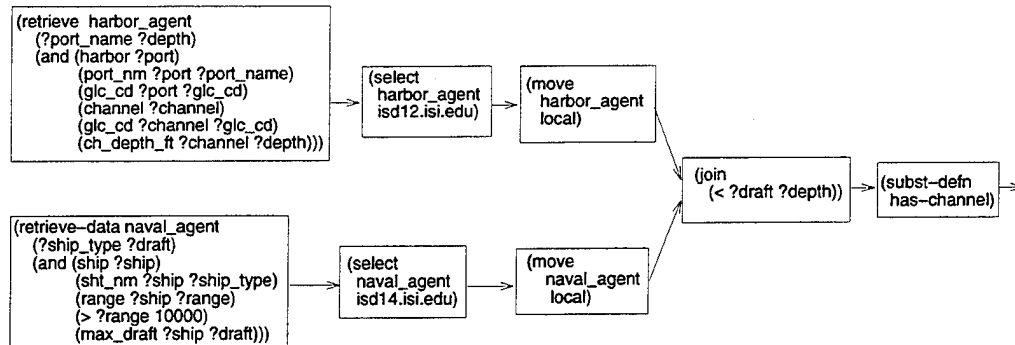 (retrieve harbor_agent
(?port_name ?depth)
(and (harbor ?port)
(port_nm ?port ?port_name)
(glc_cd ?port ?glc_cd)
(channel ?channel)
(glc_cd ?channel ?glc_cd)
(ch_depth_ft ?channel ?depth)))
(select
harbor_agent
isd12.isi.edu)
(move
harbor_agent
local)
(retrieve-data naval_agent
(?ship_type ?draft)
(and (ship ?ship)
(sht_nm ?ship ?ship_type)
(range ?ship ?range)
(> ?range 10000)
(max_draft ?ship ?draft)))
(select
naval_agent
isd14.isi.edu)
(move
naval_agent
local)
(join
(< ?draft ?depth))
(subst-defn
has-channel)